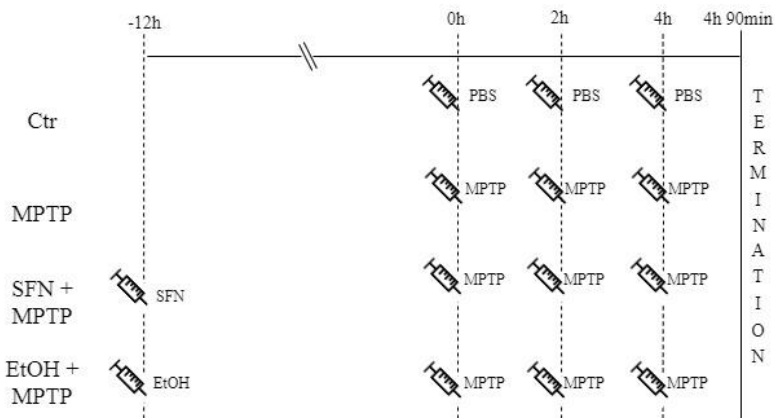 -12h 0h 2h 4h 4h 90min
Ctr PBS PBS PBS
MPTP MPTP MPTP MPTP
SFN +
MPTP SFN MPTP MPTP MPTP
EtOH +
MPTP EtOH MPTP MPTP MPTP
TERMINATION